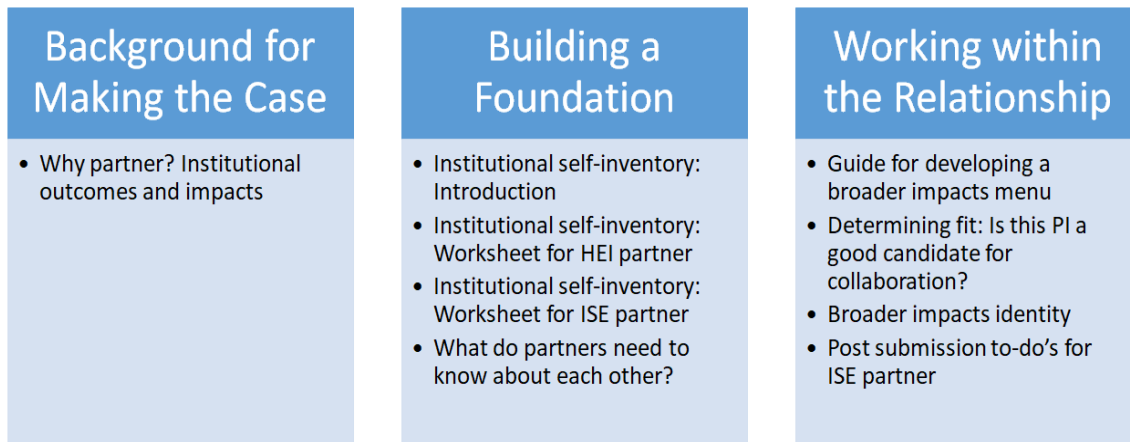 Background for
Making the Case
• Why partner? Institutional
outcomes and impacts
Building a
Foundation
• Institutional self-inventory:
Introduction
• Institutional self-inventory:
Worksheet for HEI partner
• Institutional self-inventory:
Worksheet for ISE partner
• What do partners need to
know about each other?
Working within
the Relationship
• Guide for developing a
broader impacts menu
• Determining fit: Is this PI a
good candidate for
collaboration?
• Broader impacts identity
• Post submission to-do’s for
ISE partner